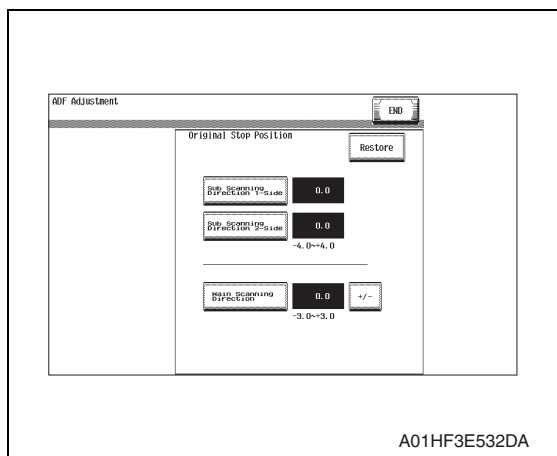 ADF Adjustment
END
Original Stop Position
Restore
Sub Scanning
Direction 1-Side
0.0
Sub Scanning
Direction 2-Side
0.0
-4.0~+4.0
Main Scanning
Direction
0.0
+/-
-3.0~+3.0
A01HF3E532DA